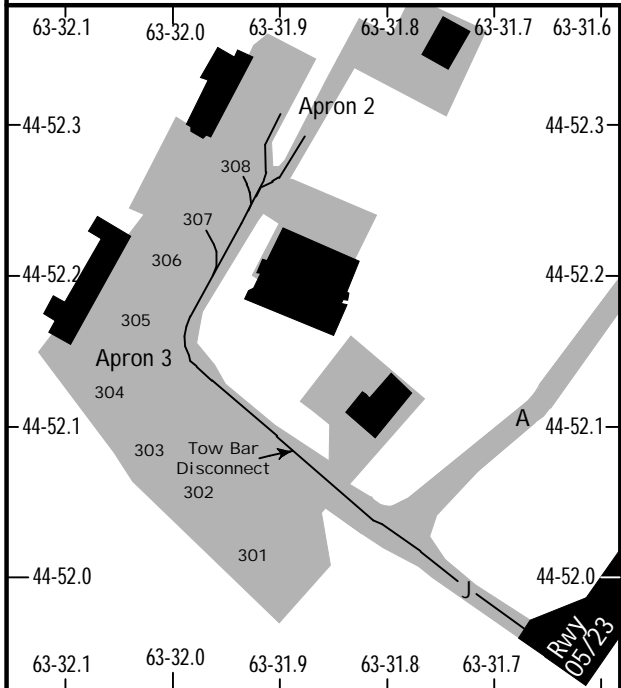 63-32.1 63-32.0 63-31.9 63-31.8 63-31.7 63-31.6
Apron 2
44-52.3 44-52.3
308
307
306
44-52.2 44-52.2
305
Apron 3
304
A
44-52.1 44-52.1
303
Tow Bar
Disconnect
302
301
44-52.0 44-52.0
J
Rwy
05/23
63-32.1 63-32.0 63-31.9 63-31.8 63-31.7